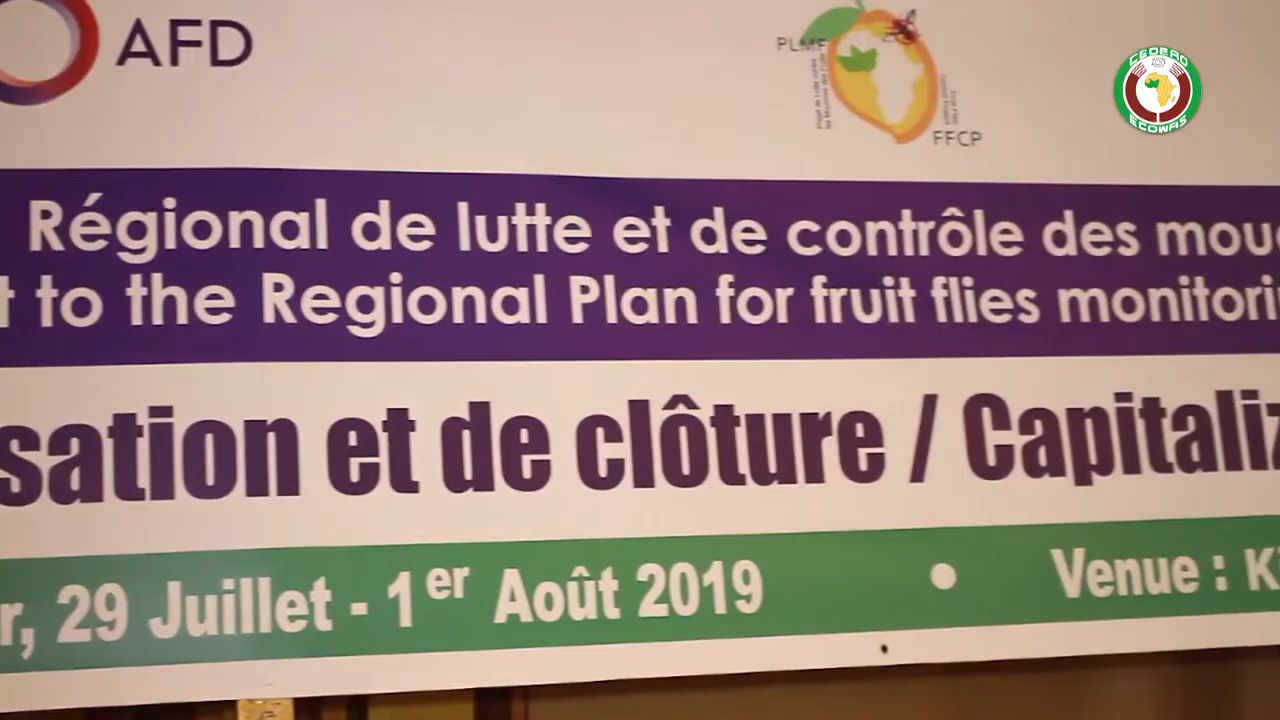 AFD
PLMF
FFCP
CEDEAO
ECOWAS
Régional de lutte et de contrôle des mou
t to the Regional Plan for fruit flies monitori
sation et de clôture / Capitaliz
r, 29 Juillet - 1er Août 2019 • Venue : Ki